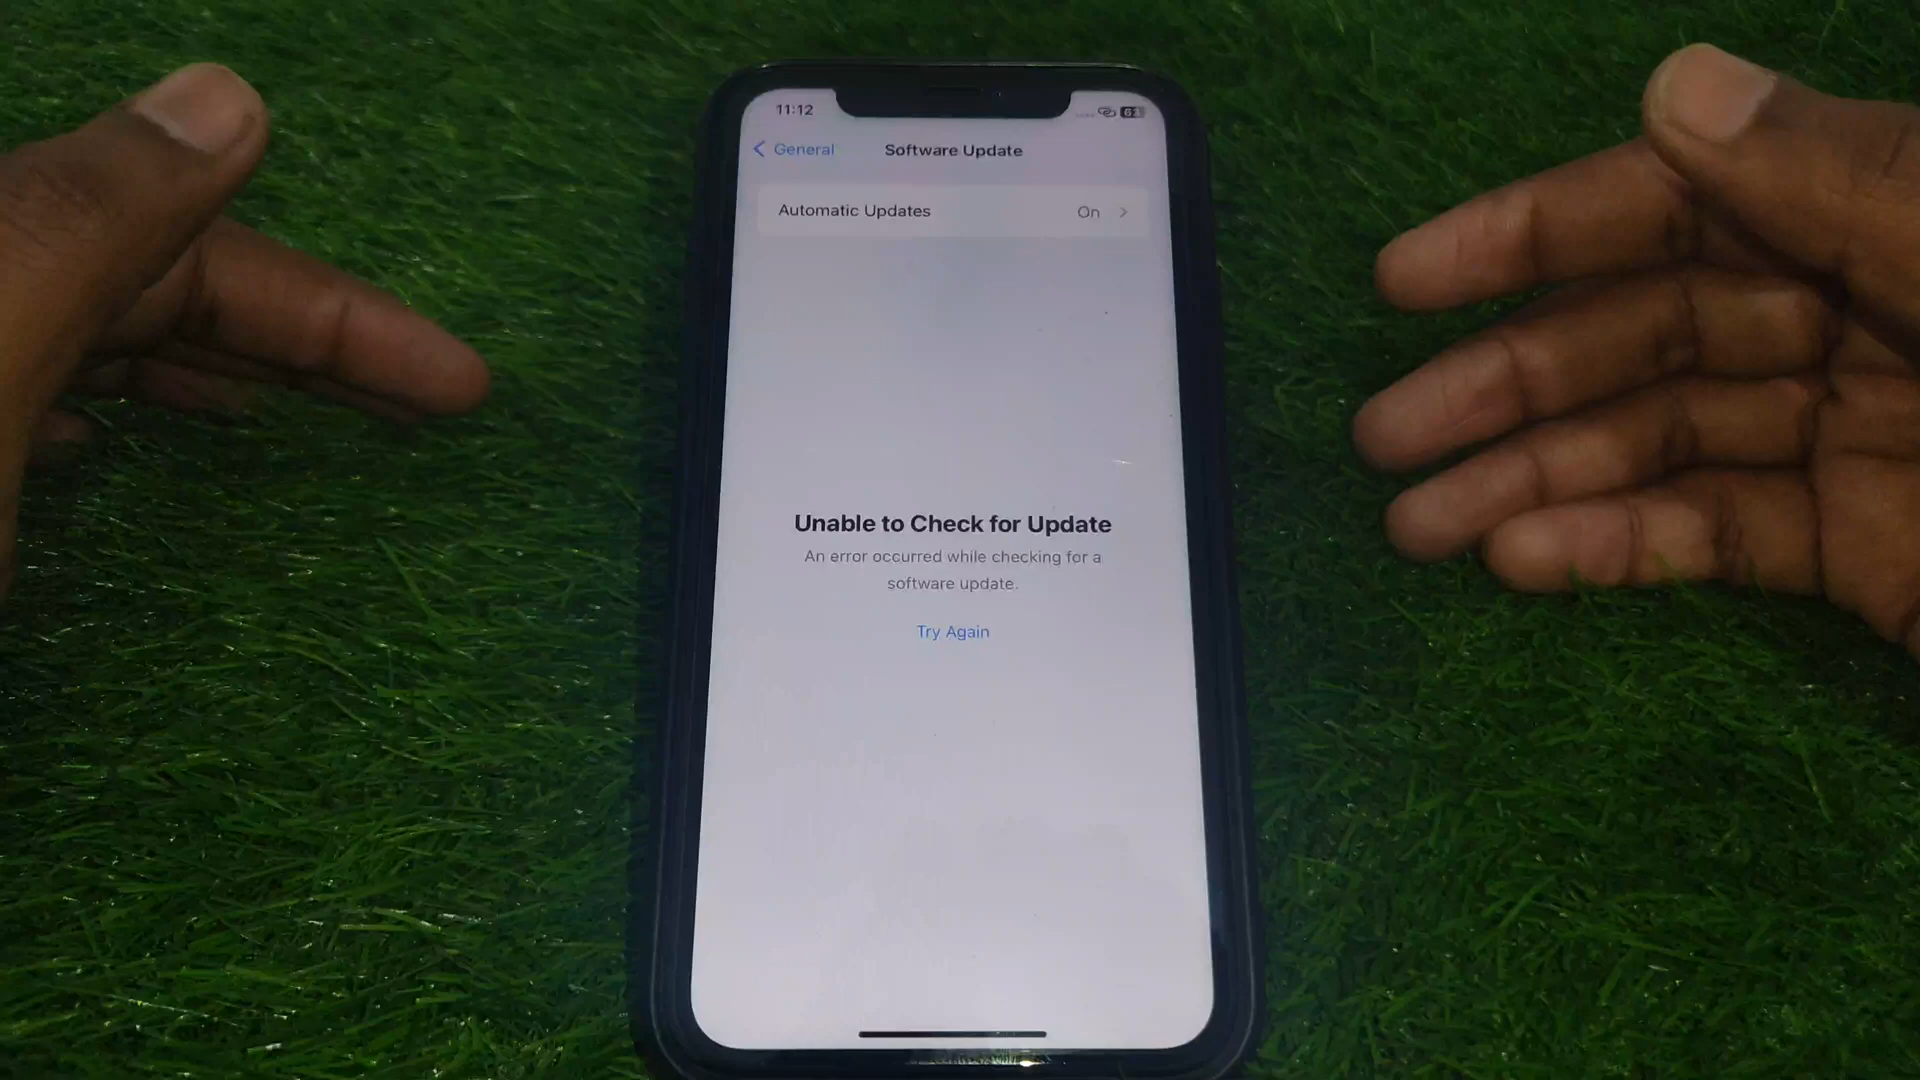 11:12
General
Software Update
Automatic Updates
On
Unable to Check for Update
An error occurred while checking for a
software update.
Try Again